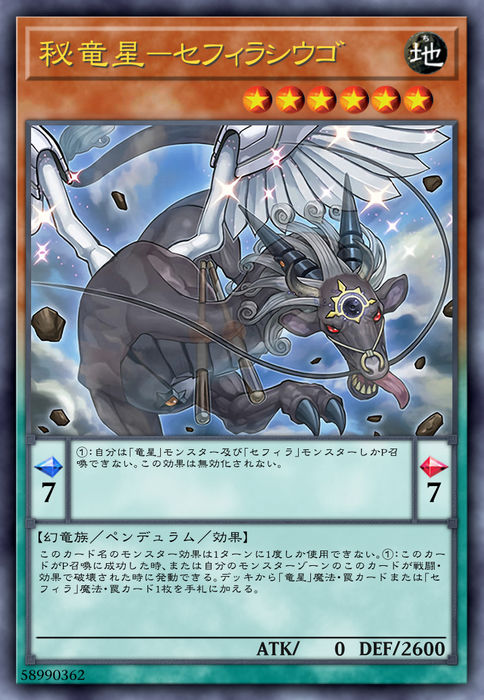 秘竜星－セフィラシウゴ
ち
地
①：自分は「竜星」モンスター及び「セフィラ」モンスターしかP召
喚できない。この効果は無効化されない。
7
7
【幻竜族／ペンデュラム／効果】
このカード名のモンスター効果は1ターンに1度しか使用できない。①：このカー
ドがP召喚に成功した時、または自分のモンスターゾーンのこのカードが戦闘・
効果で破壊された時に発動できる。デッキから「竜星」魔法・罠カードまたは「セ
フィラ」魔法・罠カード1枚を手札に加える。
ATK/ 0 DEF/2600
58990362